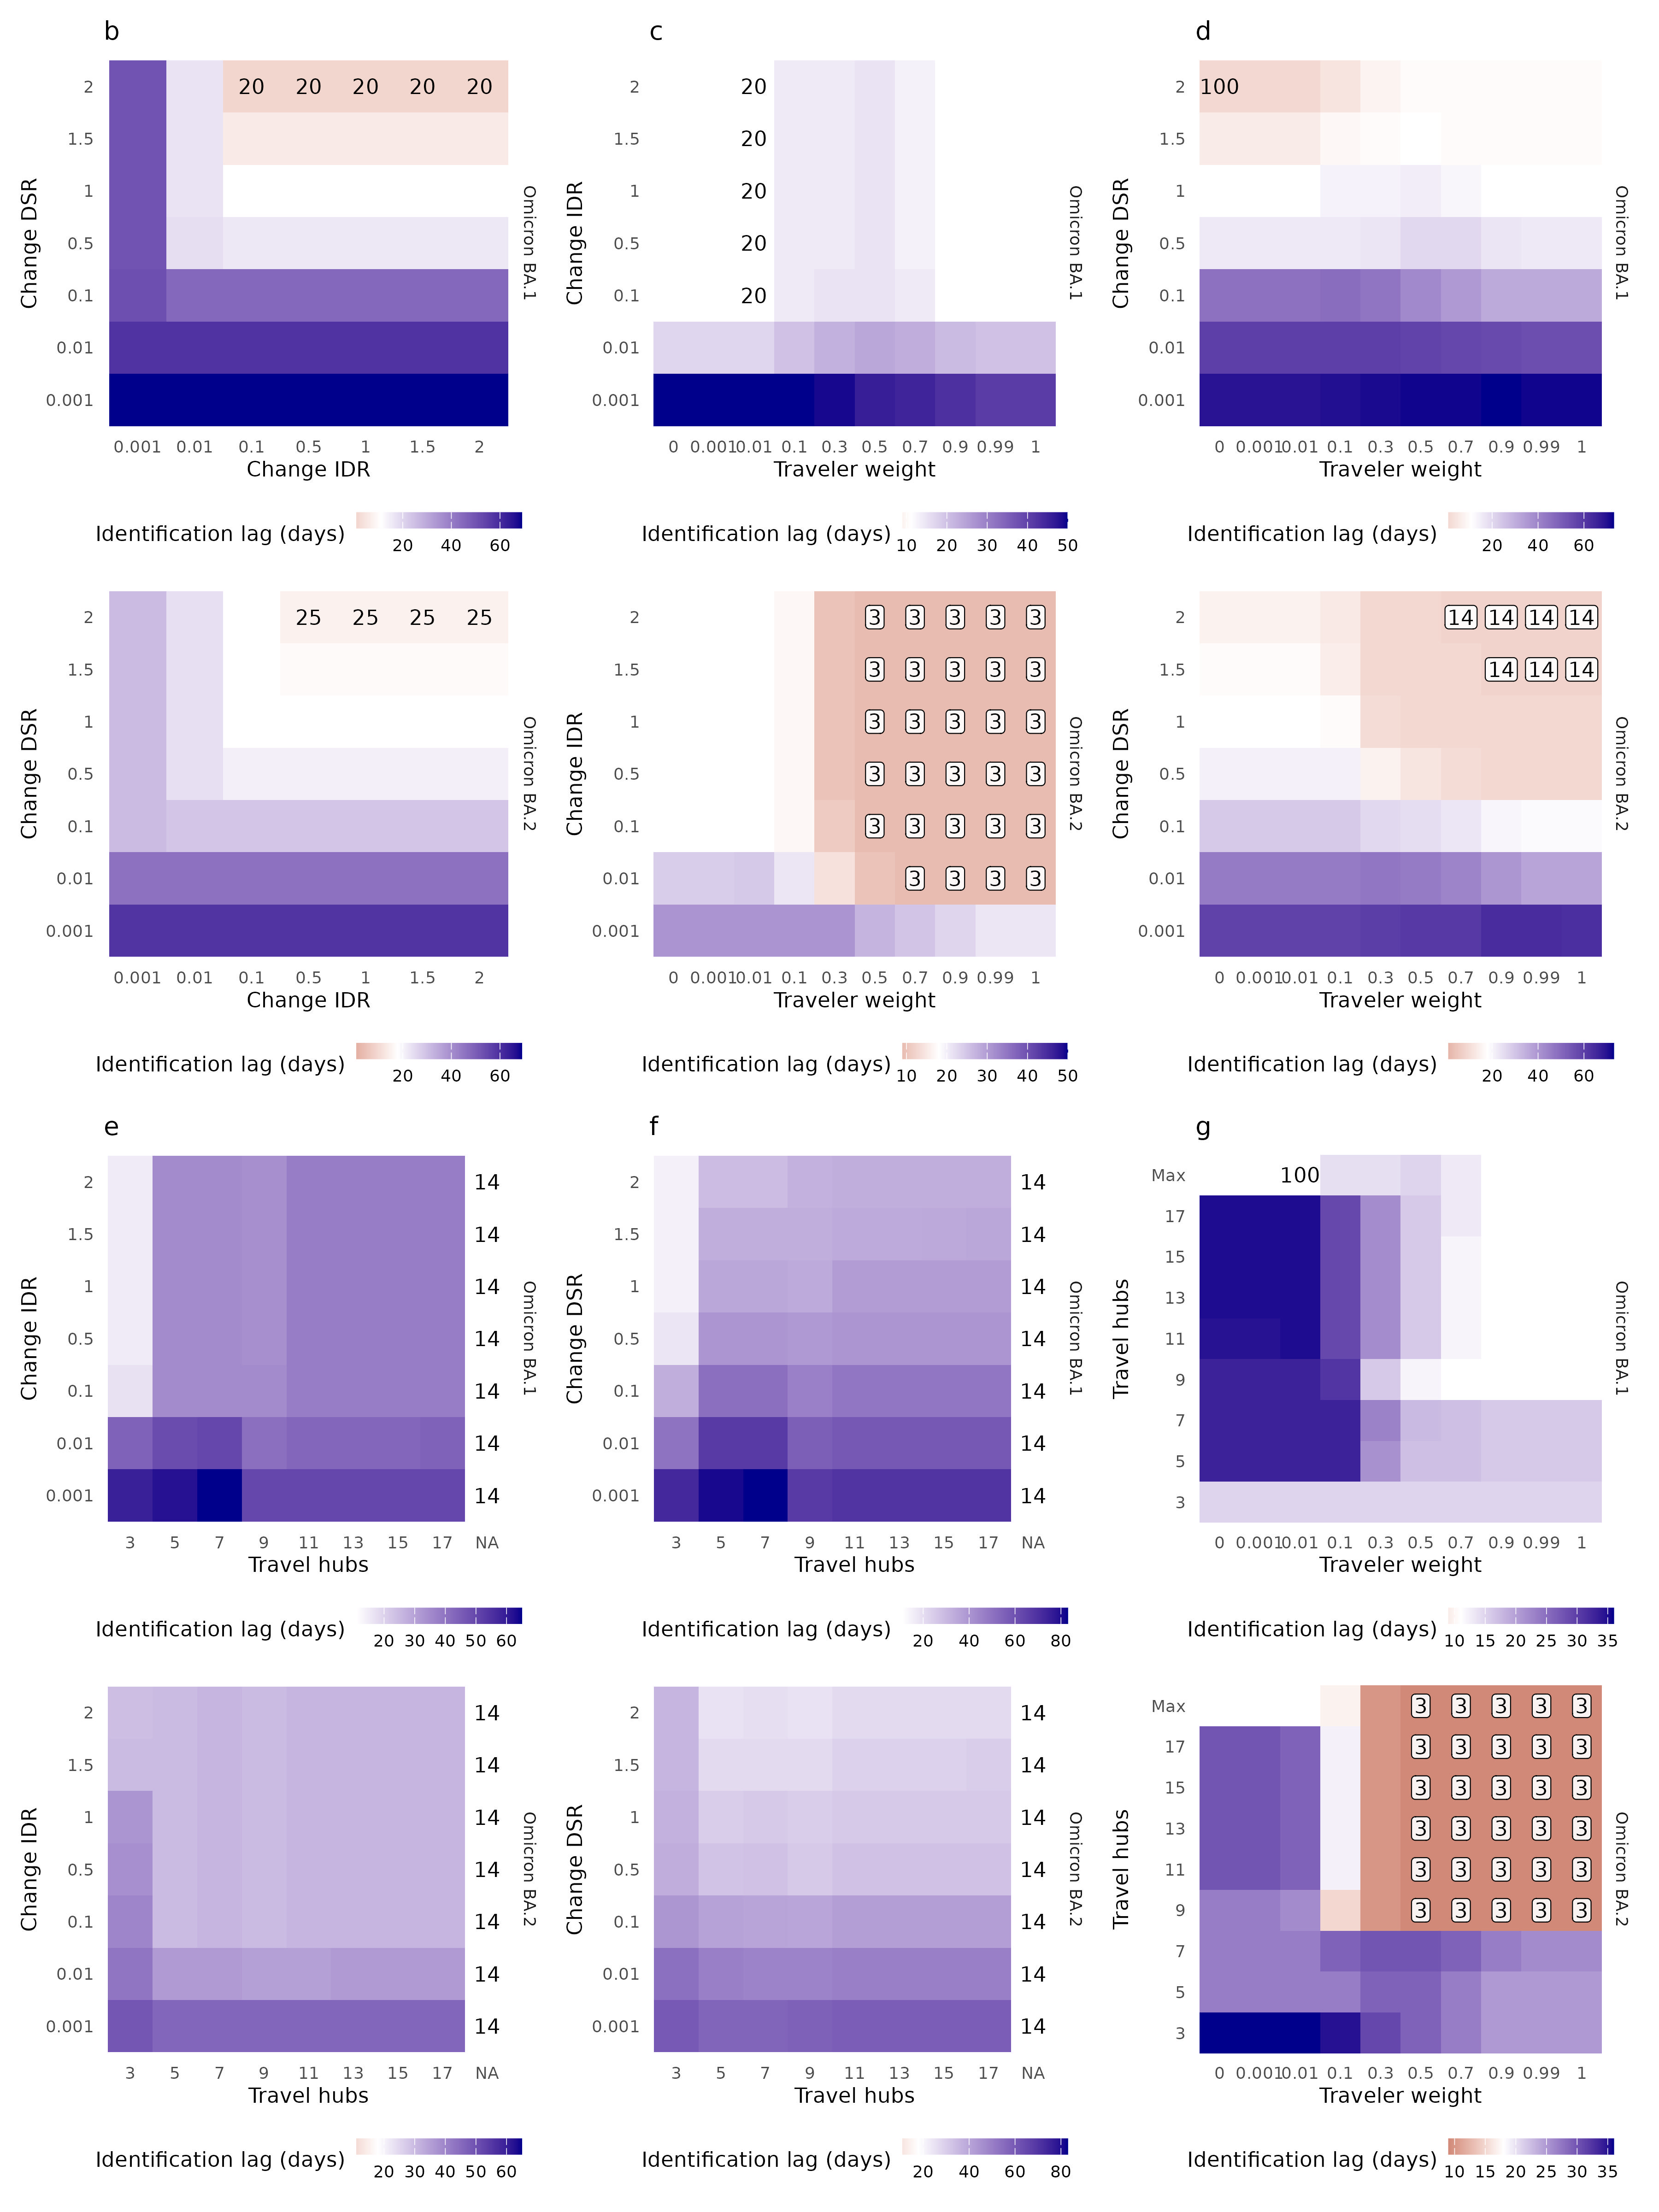 b
c
d
2
20 20 20 20 20
1.5
1
0.5
0.1
0.01
0.001
Change DSR
Omicron BA.1
0.001 0.01 0.1 0.5 1 1.5 2
Change IDR
Identification lag (days)
20 40 60
2
20
1.5
20
1
20
0.5
20
0.1
20
0.01
0.001
Change IDR
Omicron BA.1
0 0.001 0.01 0.1 0.3 0.5 0.7 0.9 0.99 1
Traveler weight
Identification lag (days)
10 20 30 40 50
2
100
1.5
1
0.5
0.1
0.01
0.001
Change DSR
Omicron BA.1
0 0.001 0.01 0.1 0.3 0.5 0.7 0.9 0.99 1
Traveler weight
Identification lag (days)
20 40 60
2
25 25 25 25
1.5
1
0.5
0.1
0.01
0.001
Change DSR
Omicron BA.2
0.001 0.01 0.1 0.5 1 1.5 2
Change IDR
Identification lag (days)
20 40 60
2
3 3 3 3 3
1.5
3 3 3 3 3
1
3 3 3 3 3
0.5
3 3 3 3 3
0.1
3 3 3 3 3
0.01
3 3 3 3
0.001
Change IDR
Omicron BA.2
0 0.001 0.01 0.1 0.3 0.5 0.7 0.9 0.99 1
Traveler weight
Identification lag (days)
10 20 30 40 50
2
14 14 14 14
1.5
14 14 14
1
0.5
0.1
0.01
0.001
Change DSR
Omicron BA.2
0 0.001 0.01 0.1 0.3 0.5 0.7 0.9 0.99 1
Traveler weight
Identification lag (days)
20 40 60
e
f
g
2
14
1.5
14
1
14
0.5
14
0.1
14
0.01
14
0.001
14
Change IDR
Omicron BA.1
3 5 7 9 11 13 15 17 NA
Travel hubs
Identification lag (days)
20 30 40 50 60
2
14
1.5
14
1
14
0.5
14
0.1
14
0.01
14
0.001
14
Change DSR
Omicron BA.1
3 5 7 9 11 13 15 17 NA
Travel hubs
Identification lag (days)
20 40 60 80
Max
100
17
15
13
11
9
7
5
3
Travel hubs
Omicron BA.1
0 0.001 0.01 0.1 0.3 0.5 0.7 0.9 0.99 1
Traveler weight
Identification lag (days)
10 15 20 25 30 35
2
14
1.5
14
1
14
0.5
14
0.1
14
0.01
14
0.001
14
Change IDR
Omicron BA.2
3 5 7 9 11 13 15 17 NA
Travel hubs
Identification lag (days)
20 30 40 50 60
2
14
1.5
14
1
14
0.5
14
0.1
14
0.01
14
0.001
14
Change DSR
Omicron BA.2
3 5 7 9 11 13 15 17 NA
Travel hubs
Identification lag (days)
20 40 60 80
Max
3 3 3 3 3
17
3 3 3 3 3
15
3 3 3 3 3
13
3 3 3 3 3
11
3 3 3 3 3
9
3 3 3 3 3
7
5
3
Travel hubs
Omicron BA.2
0 0.001 0.01 0.1 0.3 0.5 0.7 0.9 0.99 1
Traveler weight
Identification lag (days)
10 15 20 25 30 35